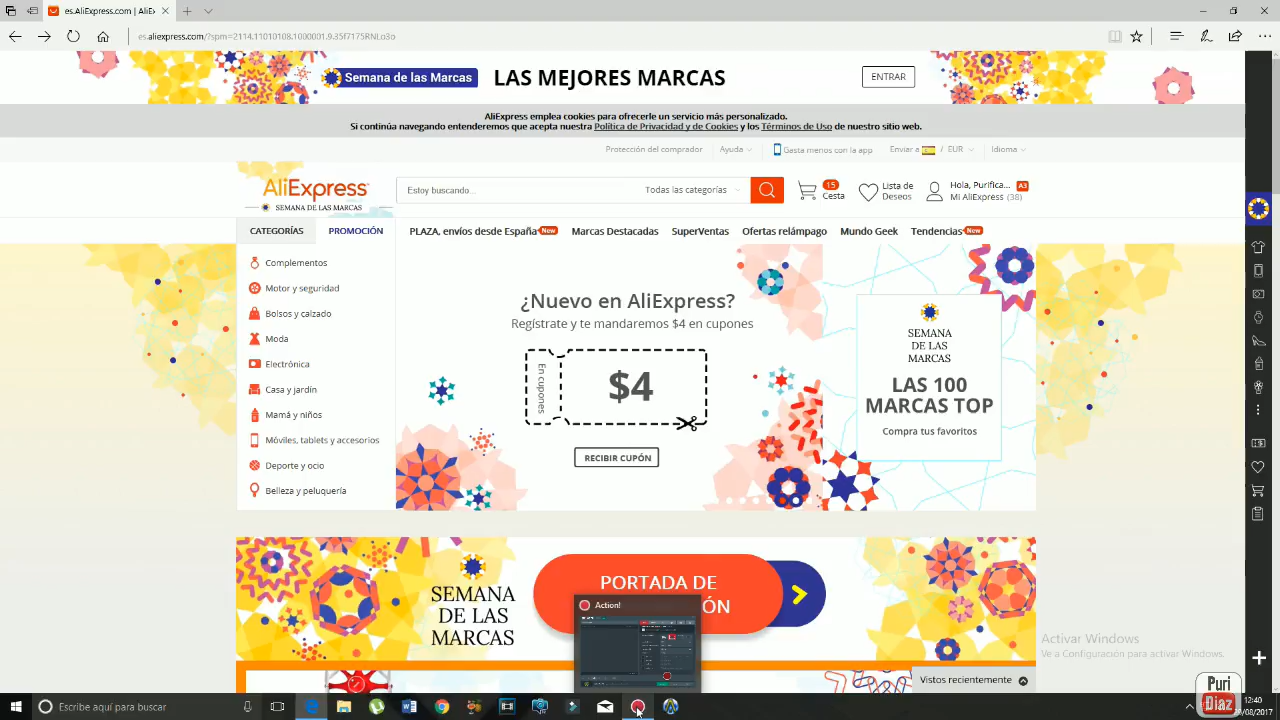 es.AliExpress.com | Al
es.aliexpress.com/?spm=2114.11010108.1000001.9.35f7175RNLo3o
Semana de las Marcas
LAS MEJORES MARCAS
ENTRAR
AliExpress emplea cookies para ofrecerle un servicio más personalizado.
Si continúa navegando entenderemos que acepta nuestra Política de Privacidad y de Cookies y los Términos de Uso de nuestro sitio web.
Protección del comprador
Ayuda
Gasta menos con la app
Enviar a / EUR
Idioma
AliExpress
SEMANA DE LAS MARCAS
Estoy buscando...
Todas las categorías
15
Cesta
Lista de
Deseos
Hola, Purifica... A3
Mi AliExpress (38)
CATEGORÍAS
PROMOCIÓN
PLAZA, envíos desde España New
Marcas Destacadas
SuperVentas
Ofertas relámpago
Mundo Geek
Tendencias New
Complementos
Motor y seguridad
Bolsos y calzado
Moda
Electrónica
Casa y jardín
Mamá y niños
Móviles, tablets y accesorios
Deporte y ocio
Belleza y peluquería
¿Nuevo en AliExpress?
Regístrate y te mandaremos $4 en cupones
En cupones
$4
RECIBIR CUPÓN
SEMANA
DE LAS
MARCAS
LAS 100
MARCAS TOP
Compra tus favoritos
SEMANA
DE LAS
MARCAS
PORTADA DE
ÓN
Action!
Activar Windows
Ve a Configuración para activar Windows.
Vistos recientemente
Escribe aquí para buscar
Puri
Diaz
12:40
/08/2017